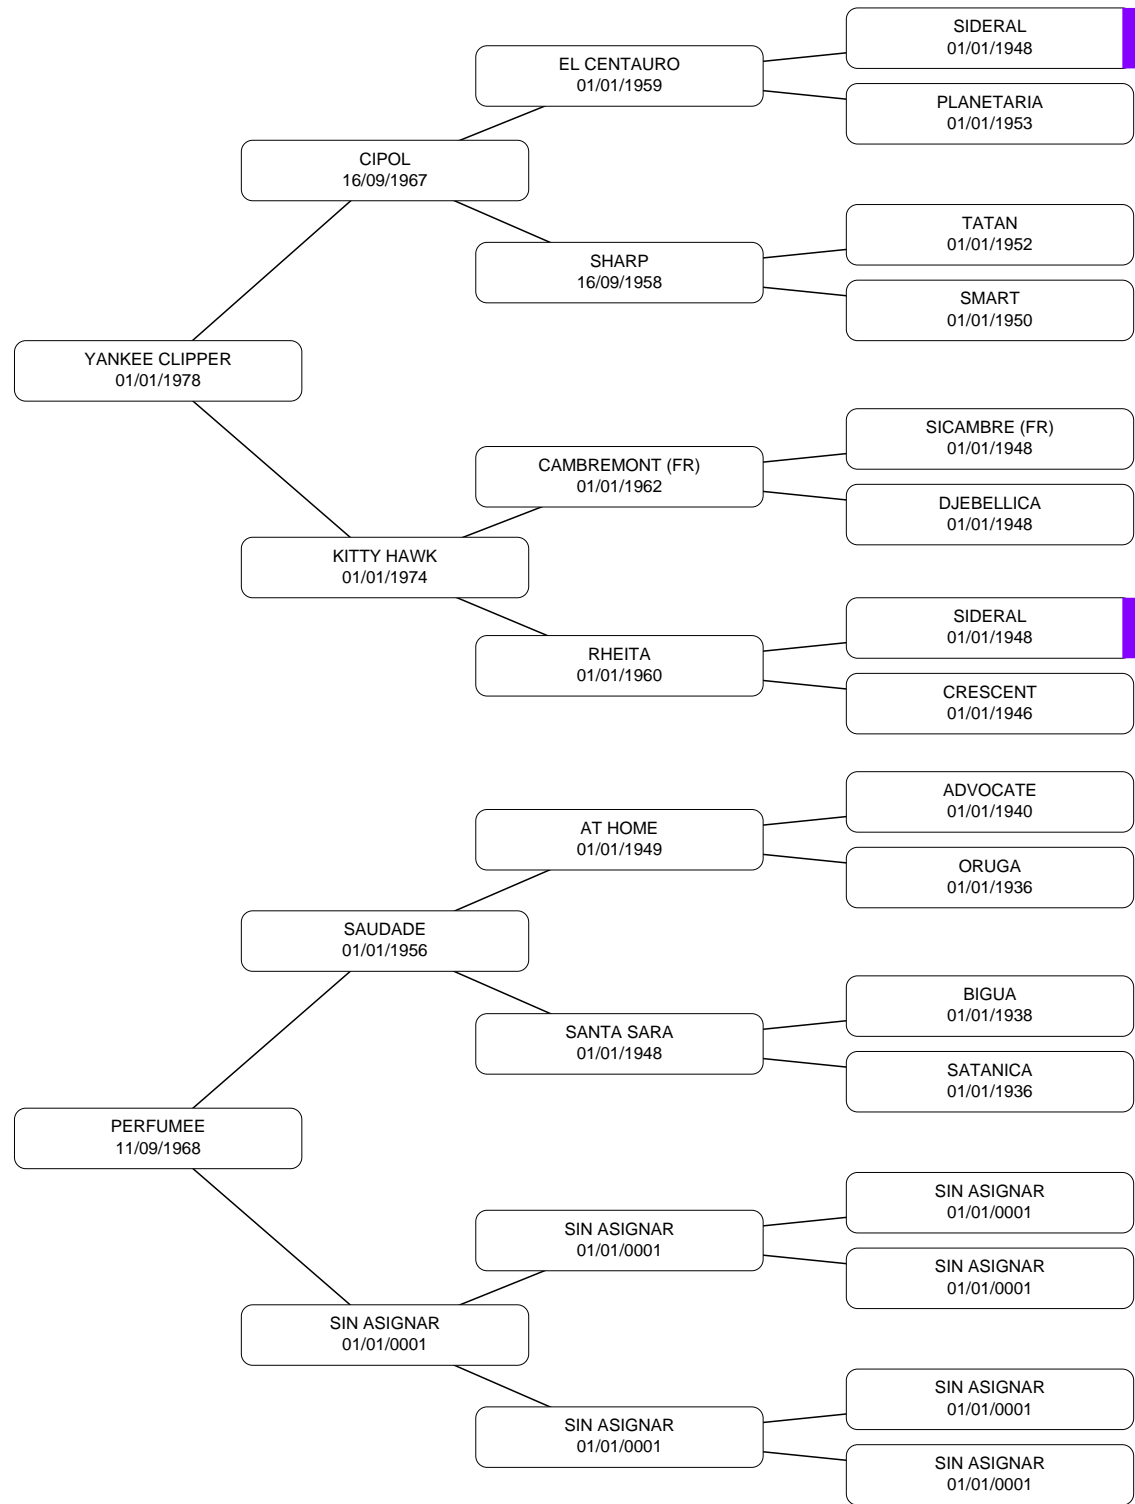 SIDERAL
01/01/1948
EL CENTAURO
01/01/1959
PLANETARIA
01/01/1953
CIPOL
16/09/1967
TATAN
01/01/1952
SHARP
16/09/1958
SMART
01/01/1950
YANKEE CLIPPER
01/01/1978
SICAMBRE (FR)
01/01/1948
CAMBREMONT (FR)
01/01/1962
DJEBELLICA
01/01/1948
KITTY HAWK
01/01/1974
SIDERAL
01/01/1948
RHEITA
01/01/1960
CRESCENT
01/01/1946
ADVOCATE
01/01/1940
AT HOME
01/01/1949
ORUGA
01/01/1936
SAUDADE
01/01/1956
BIGUA
01/01/1938
SANTA SARA
01/01/1948
SATANICA
01/01/1936
PERFUMEE
11/09/1968
SIN ASIGNAR
01/01/0001
SIN ASIGNAR
01/01/0001
SIN ASIGNAR
01/01/0001
SIN ASIGNAR
01/01/0001
SIN ASIGNAR
01/01/0001
SIN ASIGNAR
01/01/0001
SIN ASIGNAR
01/01/0001